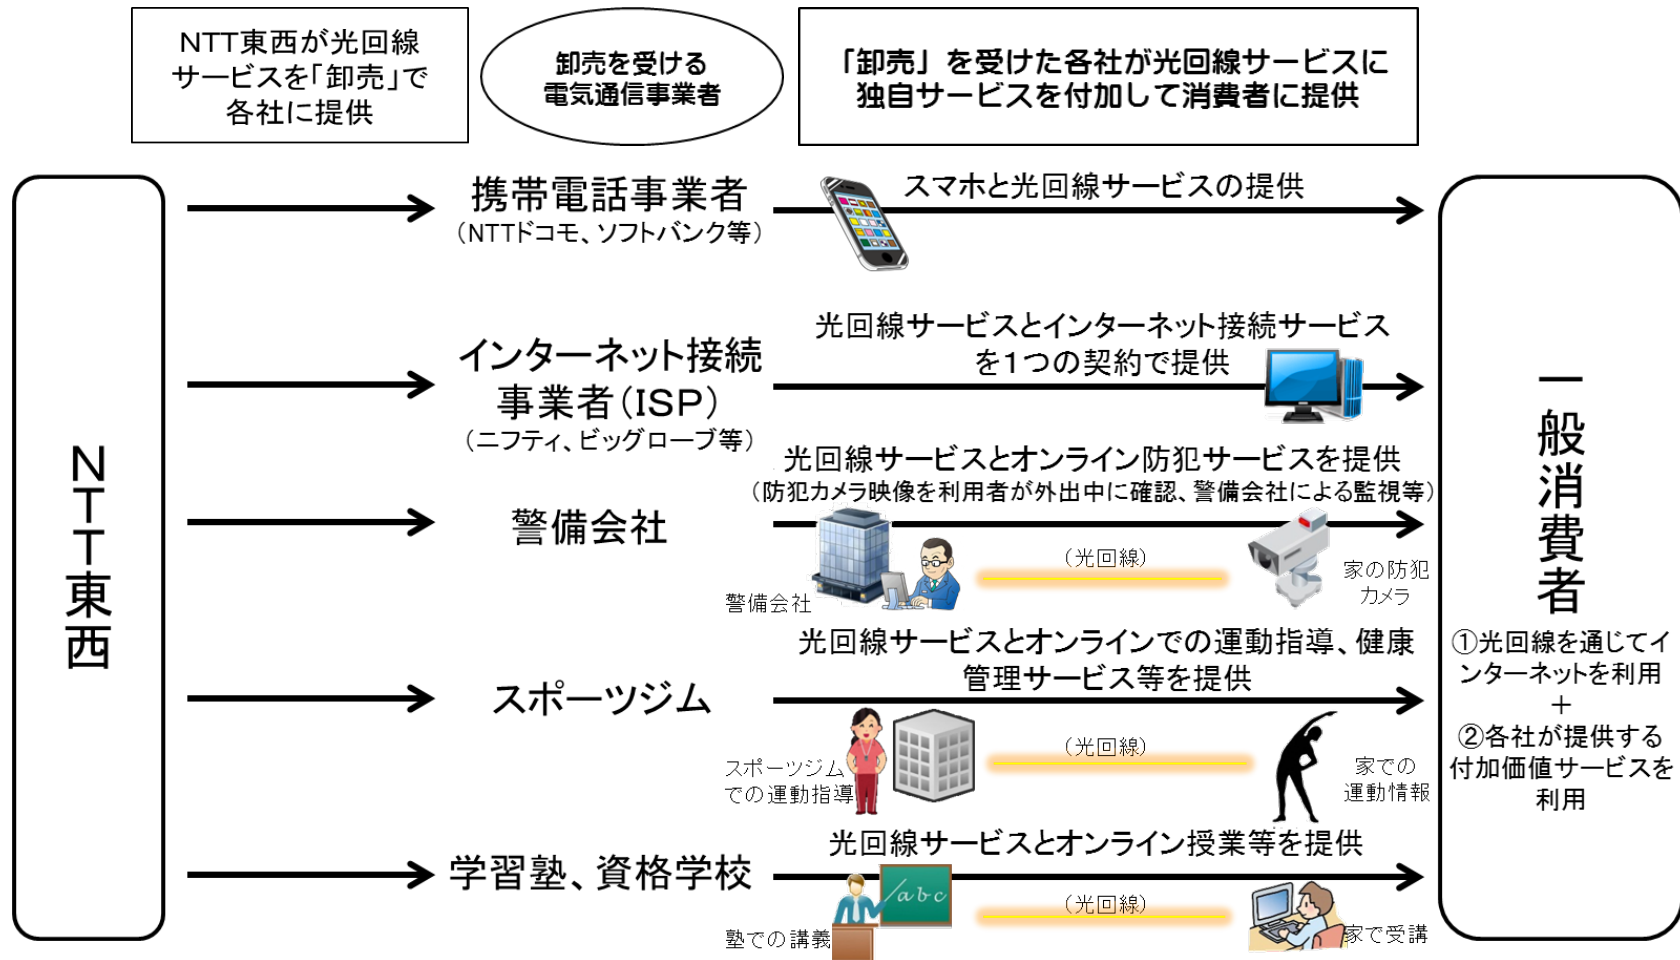 NTT東西が光回線
サービスを「卸売」で
各社に提供
卸売を受ける
電気通信事業者
「卸売」を受けた各社が光回線サービスに
独自サービスを付加して消費者に提供
NTT東西
携帯電話事業者
（NTTドコモ、ソフトバンク等）
スマホと光回線サービスの提供
インターネット接続
事業者（ISP）
（ニフティ、ビッグローブ等）
光回線サービスとインターネット接続サービス
を１つの契約で提供
警備会社
光回線サービスとオンライン防犯サービスを提供
（防犯カメラ映像を利用者が外出中に確認、警備会社による監視等）
（光回線）
警備会社
家の防犯
カメラ
スポーツジム
光回線サービスとオンラインでの運動指導、健康
管理サービス等を提供
（光回線）
スポーツジム
での運動指導
家での
運動情報
学習塾、資格学校
光回線サービスとオンライン授業等を提供
abc
（光回線）
塾での講義
家で受講
一般消費者
①光回線を通じてイ
ンターネットを利用
＋
②各社が提供する
付加価値サービスを
利用